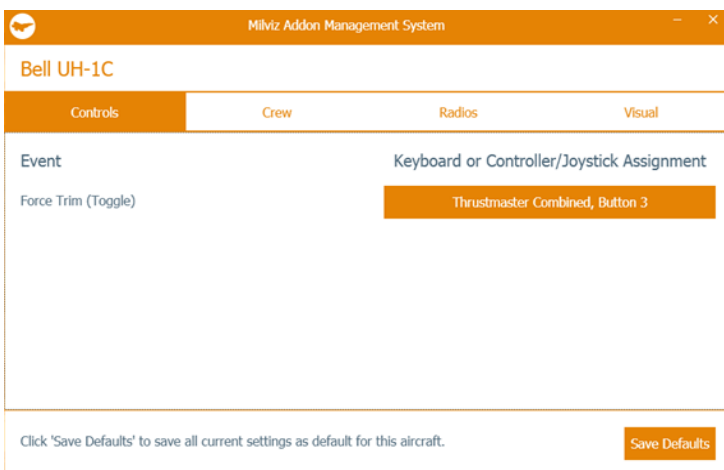 Milviz Addon Management System
Bell UH-1C
Controls Crew Radios Visual
Event Keyboard or Controller/Joystick Assignment
Force Trim (Toggle) Thrustmaster Combined, Button 3
Click 'Save Defaults' to save all current settings as default for this aircraft. Save Defaults